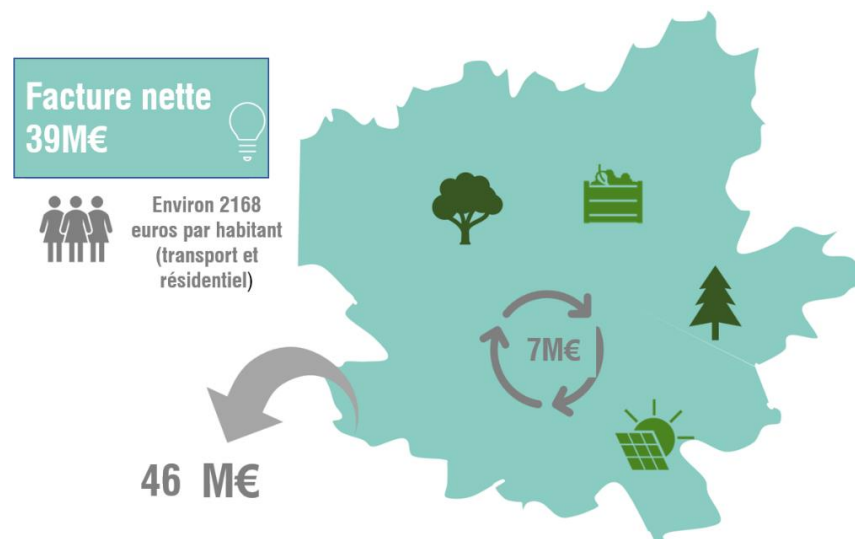 Facture nette
39M€
Environ 2168
euros par habitant
(transport et
résidentiel)
7M€
46 M€